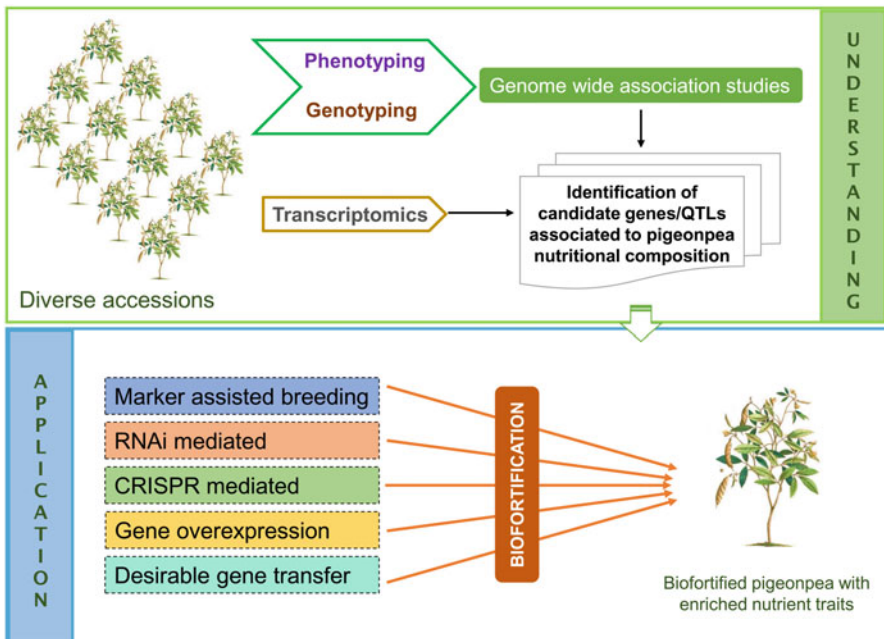 Phenotyping
Genotyping
Genome wide association studies
Transcriptomics
Identification of
candidate genes/QTLs
associated to pigeonpea
nutritional composition
Diverse accessions
UNDERSTANDING
APPLICATION
Marker assisted breeding
RNAi mediated
CRISPR mediated
Gene overexpression
Desirable gene transfer
BIOFORTIFICATION
Biofortified pigeonpea with
enriched nutrient traits